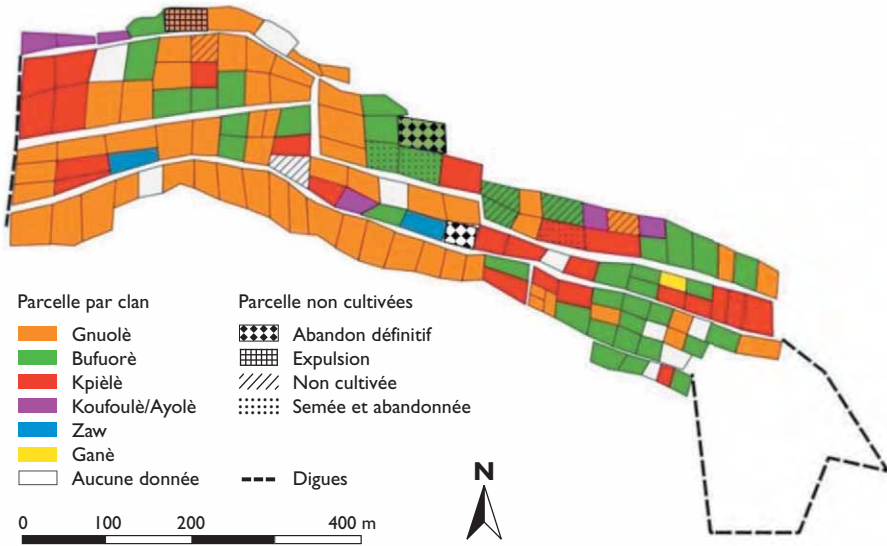 Parcelle par clan
Gnuolè
Bufuorè
Kpièlè
Koufoulè/Ayolè
Zaw
Ganè
Aucune donnée
Parcelle non cultivées
Abandon définitif
Expulsion
Non cultivée
Semée et abandonnée
Digues
0 100 200 400 m
N